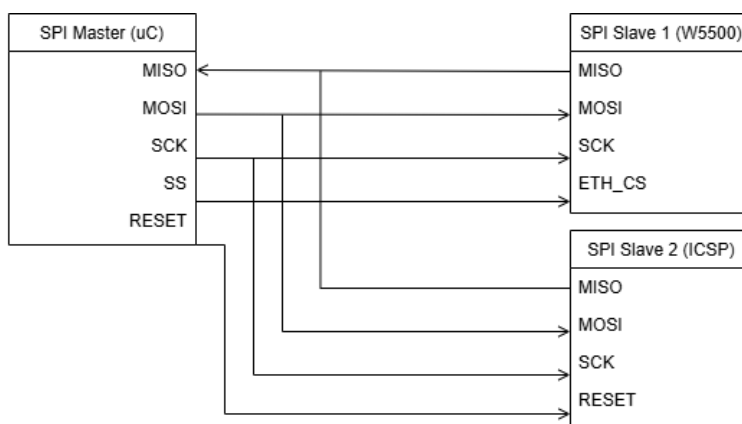 SPI Master (uC)
MISO
MOSI
SCK
SS
RESET
SPI Slave 1 (W5500)
MISO
MOSI
SCK
ETH_CS
SPI Slave 2 (ICSP)
MISO
MOSI
SCK
RESET